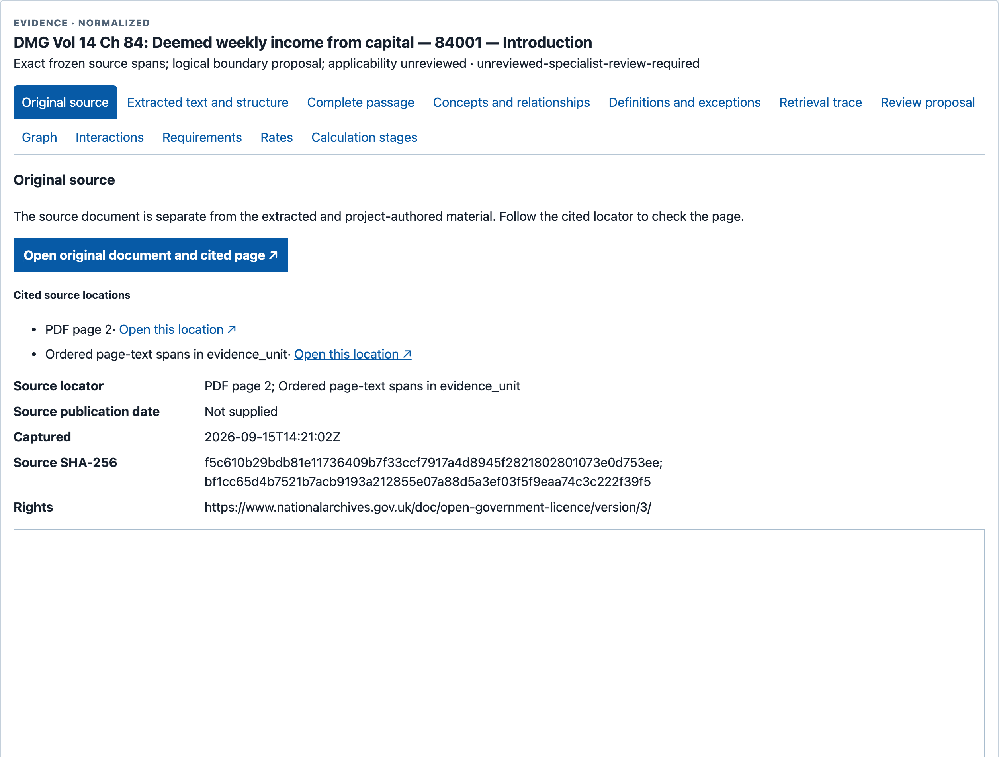 EVIDENCE · NORMALIZED
DMG Vol 14 Ch 84: Deemed weekly income from capital — 84001 — Introduction
Exact frozen source spans; logical boundary proposal; applicability unreviewed · unreviewed-specialist-review-required
Original source Extracted text and structure Complete passage Concepts and relationships Definitions and exceptions Retrieval trace Review proposal
Graph Interactions Requirements Rates Calculation stages
Original source
The source document is separate from the extracted and project-authored material. Follow the cited locator to check the page.
Open original document and cited page ↗
Cited source locations
• PDF page 2· Open this location ↗
• Ordered page-text spans in evidence_unit· Open this location ↗
Source locator PDF page 2; Ordered page-text spans in evidence_unit
Source publication date Not supplied
Captured 2026-09-15T14:21:02Z
Source SHA-256 f5c610b29bdb81e11736409b7f33ccf7917a4d8945f2821802801073e0d753ee;
bf1cc65d4b7521b7acb9193a212855e07a88d5a3ef03f5f9eaa74c3c222f39f5
Rights https://www.nationalarchives.gov.uk/doc/open-government-licence/version/3/